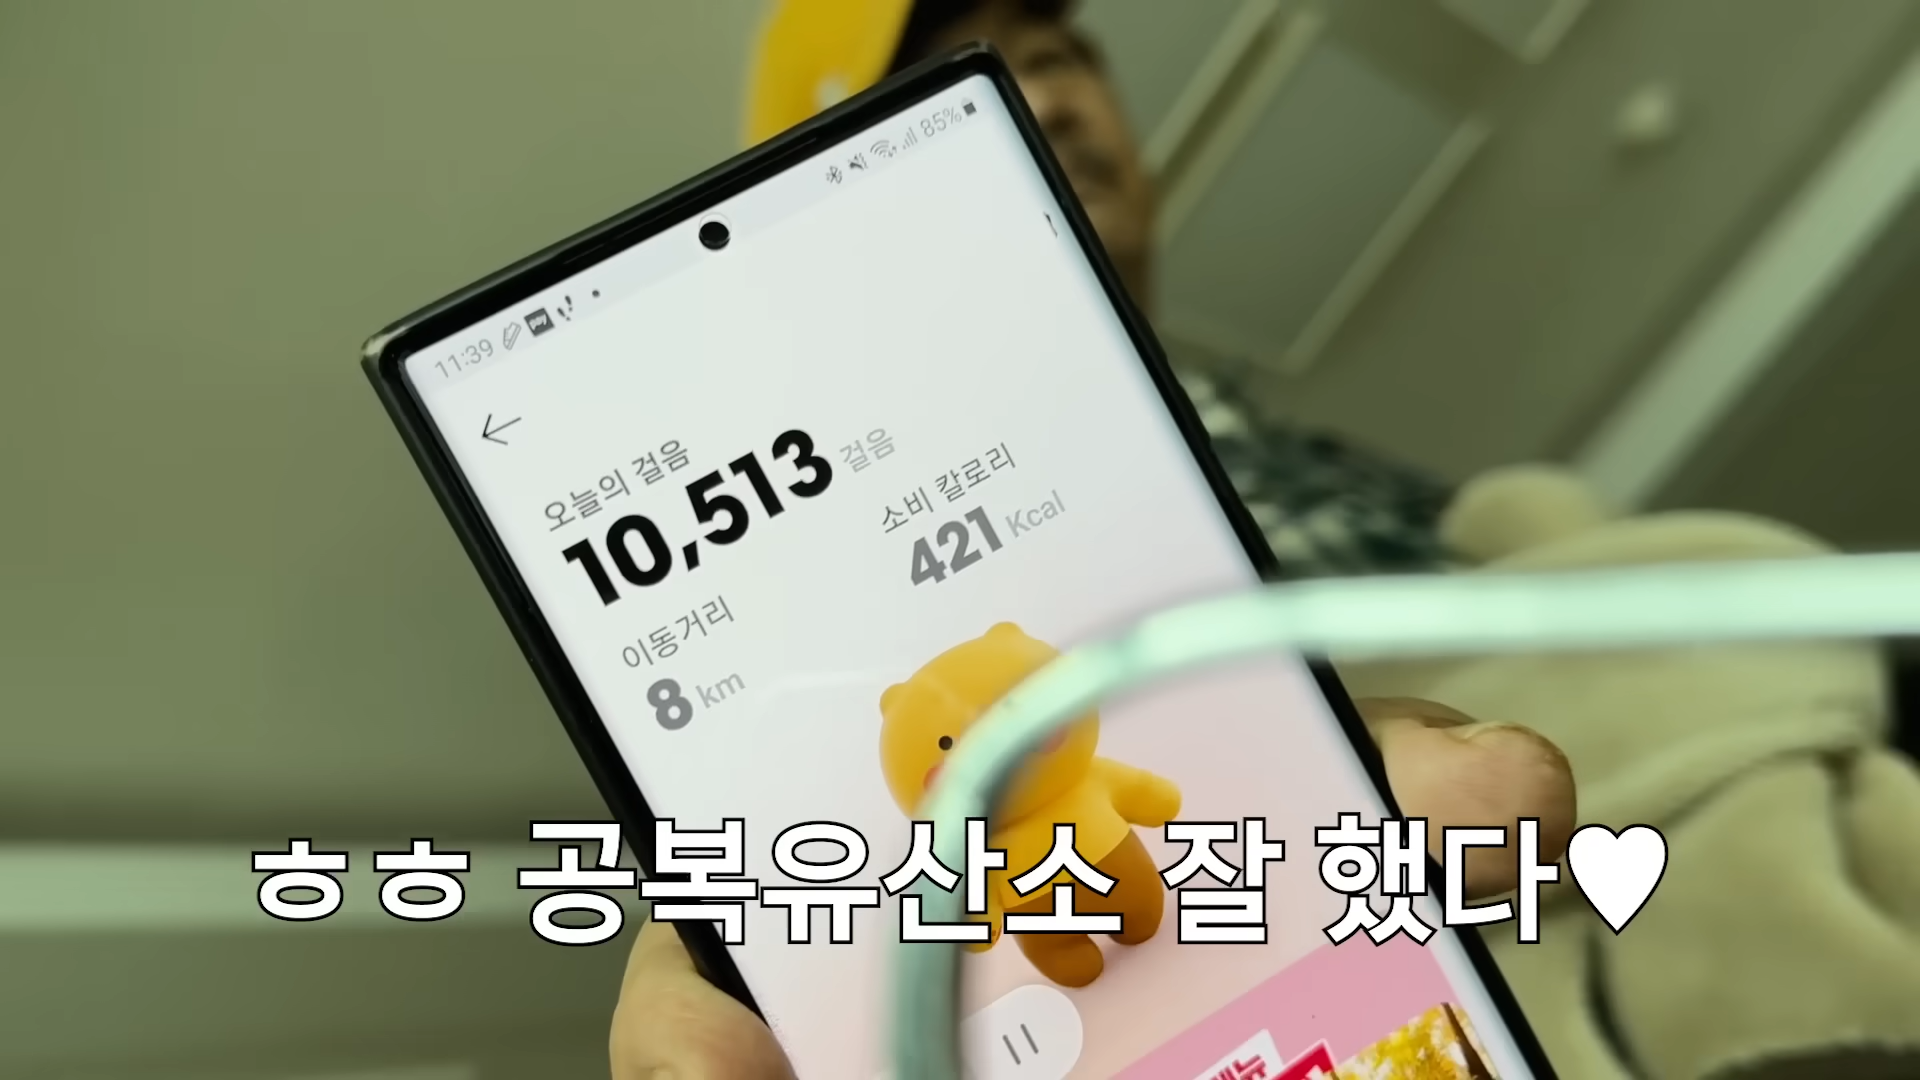 11:39 pay 85%
오늘의 걸음
10,513 걸음
소비 칼로리
421 Kcal
이동거리
8 km
ㅎㅎ 공복유산소 잘 했다♥